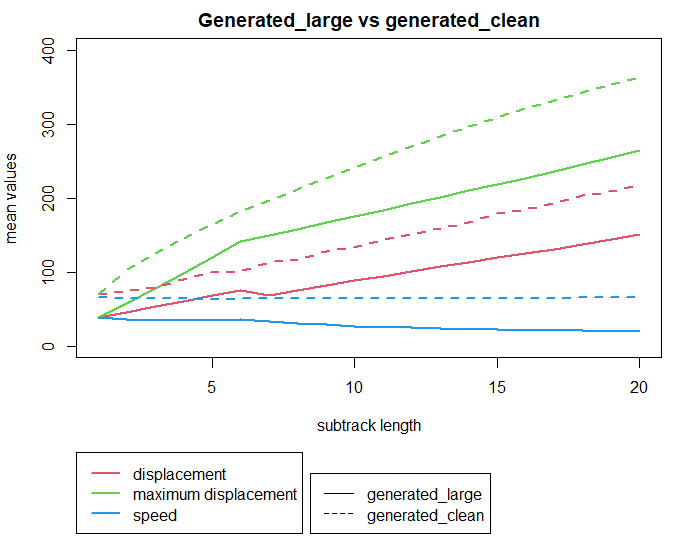 Generated_large vs generated_clean
400
300
200
100
0
mean values
5
10
15
20
subtrack length
displacement
maximum displacement
speed
generated_large
generated_clean